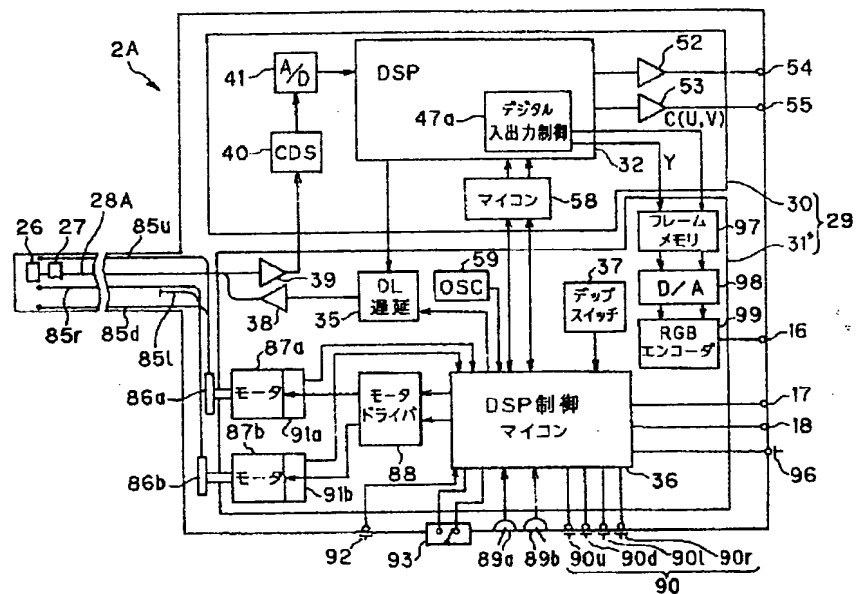 2A
41
A/D
DSP
52
54
53
55
C(U,V)
47a
デジタル
入出力制御
40
CDS
32
Y
マイコン
58
30
29
31"
フレーム
メモリ
97
26
27
28A
85u
39
38
DL
遅延
35
59
OSC
37
デップ
スイッチ
D/A
98
RGB
エンコーダ
99
16
85r
85d
85l
87a
モータ
86a
91a
モータ
ドライバ
88
DSP制御
マイコン
36
17
18
96
87b
モータ
86b
91b
92
93
89a
89b
90u
90d
90l
90r
90